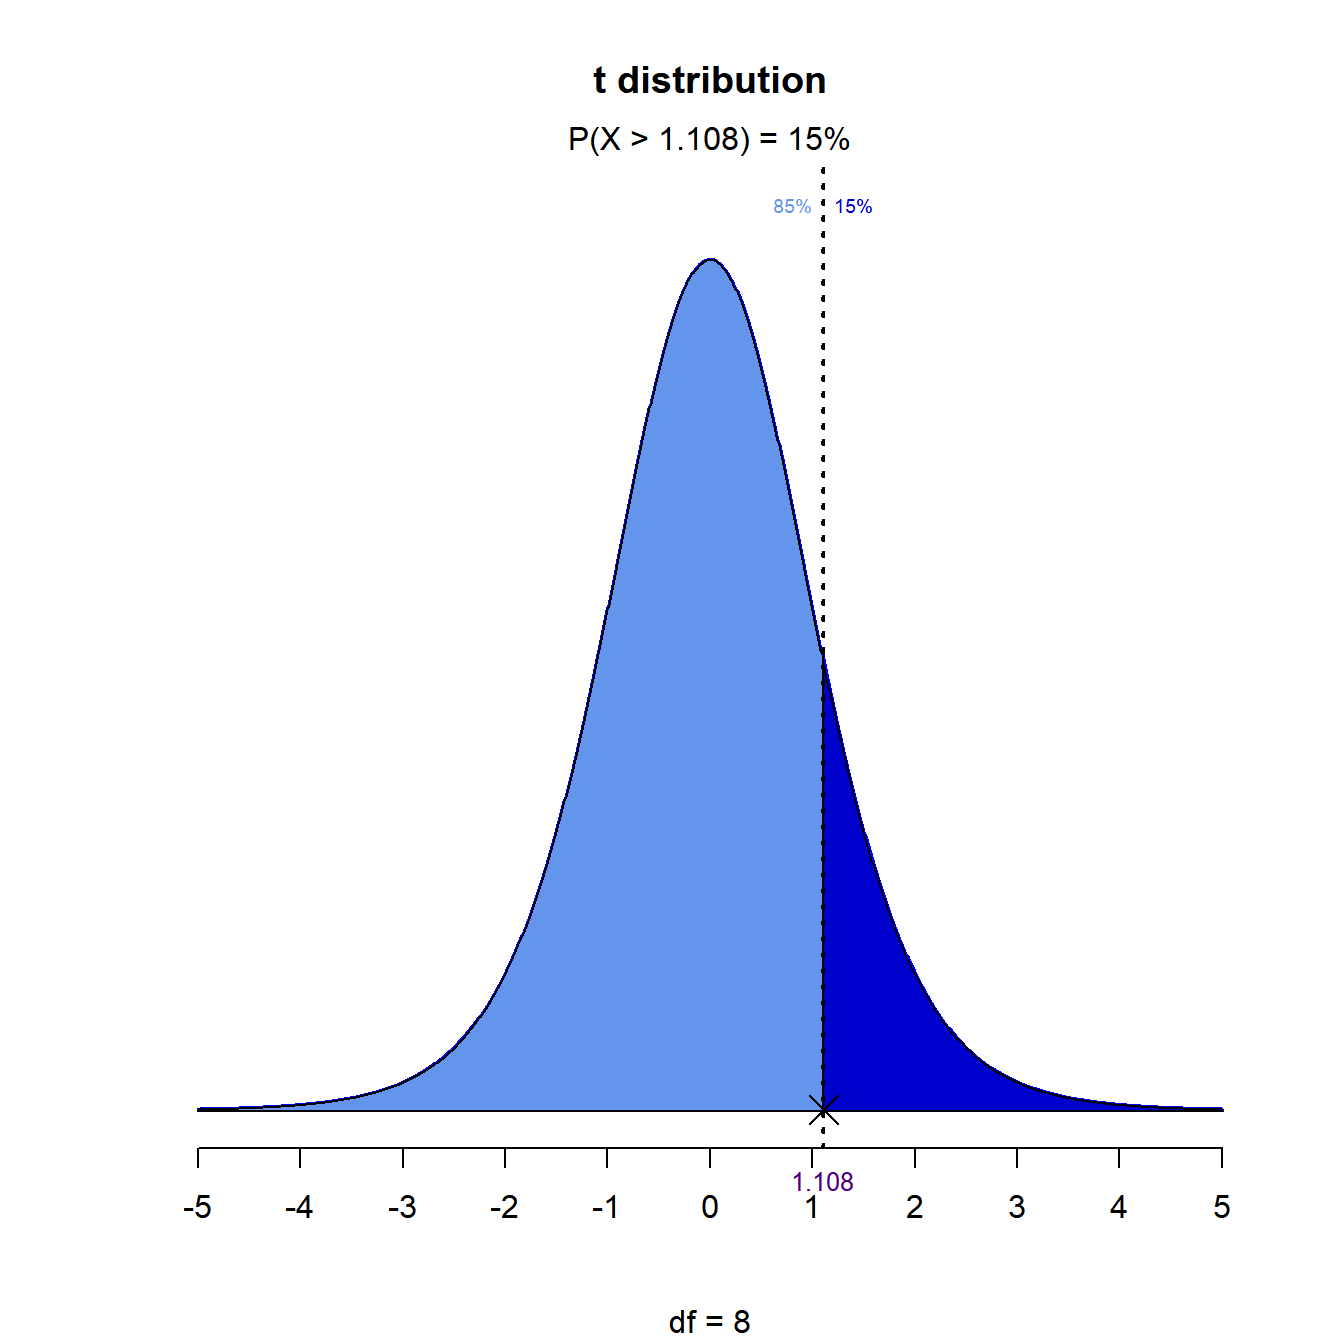 t distribution
P(X > 1.108) = 15%
85% 15%
1.108
-5 -4 -3 -2 -1 0 1 2 3 4 5
df = 8